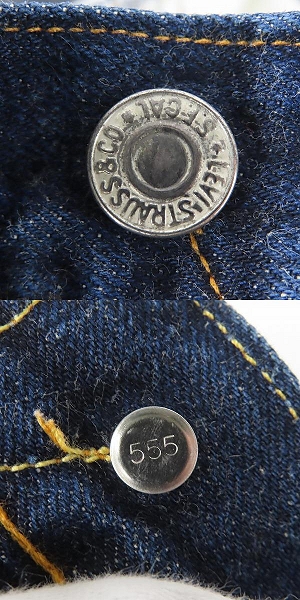 LEVI STRAUSS & CO S.F. CAL
555